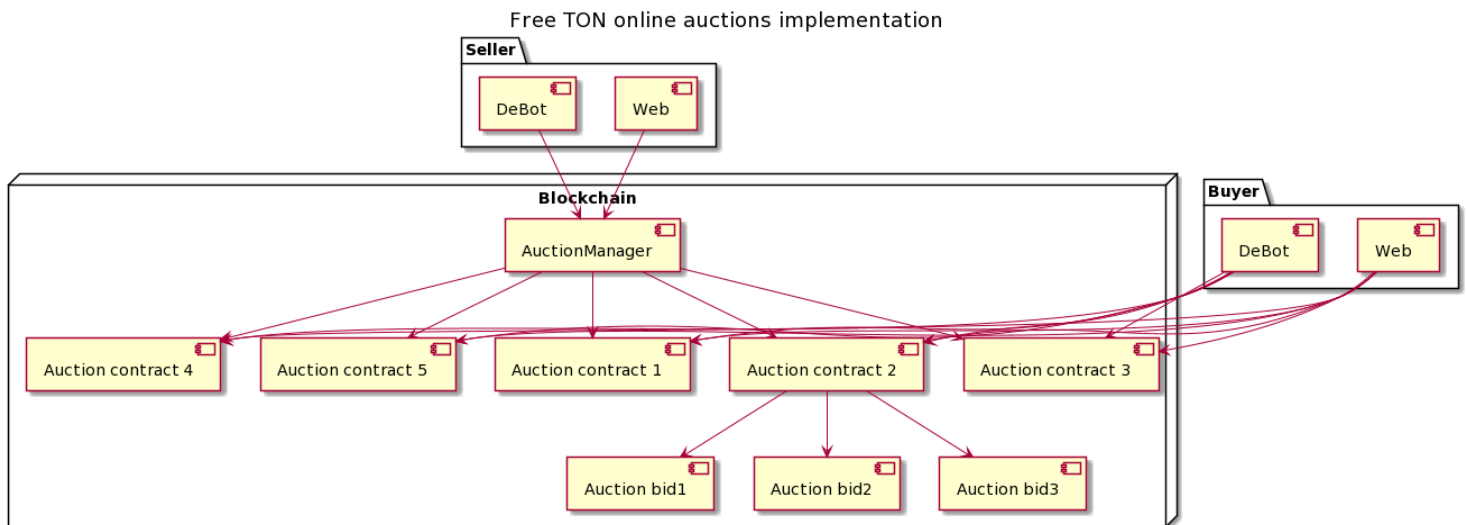 Free TON online auctions implementation
Seller
DeBot
Web
Blockchain
Buyer
AuctionManager
DeBot
Web
Auction contract 4
Auction contract 5
Auction contract 1
Auction contract 2
Auction contract 3
Auction bid1
Auction bid2
Auction bid3